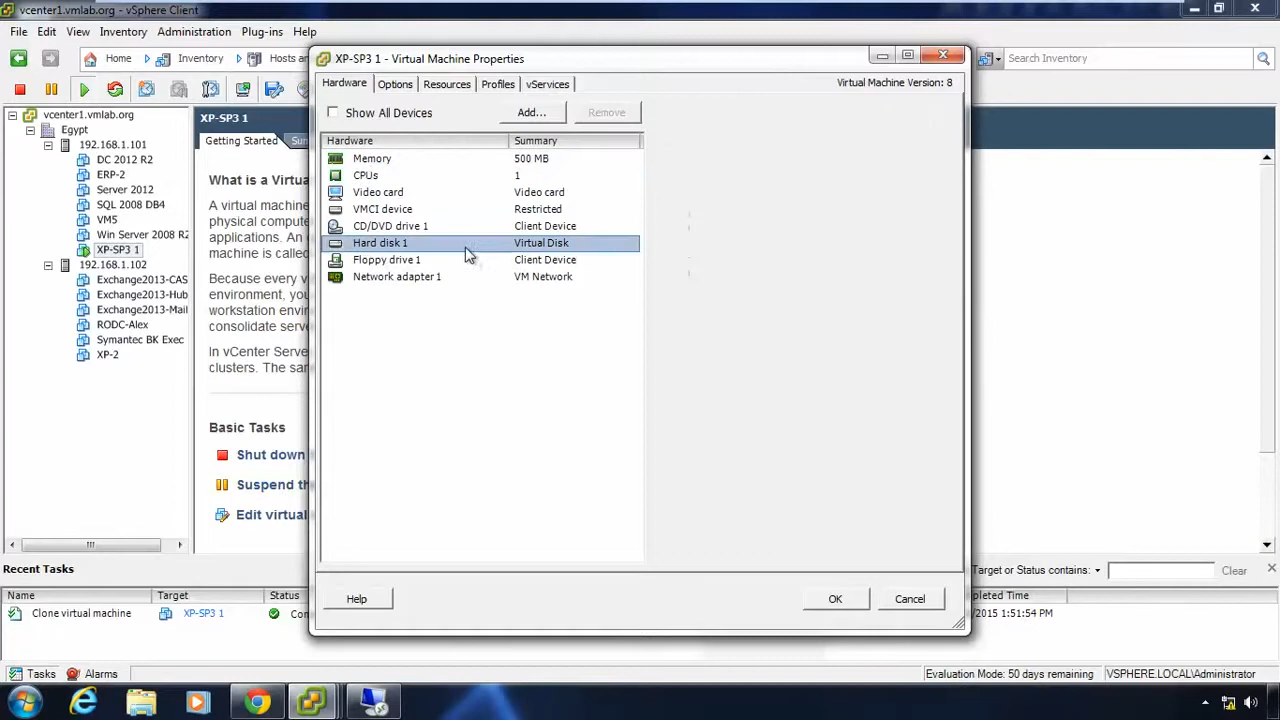 vcenter1.vmlab.org - vSphere Client
File Edit View Inventory Administration Plug-ins Help
Home Inventory Hosts an Search Inventory
XP-SP3 1 - Virtual Machine Properties
Hardware Options Resources Profiles vServices Virtual Machine Version: 8
Show All Devices Add... Remove
Hardware Summary
Memory 500 MB
CPUs 1
Video card Video card
VMCI device Restricted
CD/DVD drive 1 Client Device
Hard disk 1 Virtual Disk
Floppy drive 1 Client Device
Network adapter 1 VM Network
Help OK Cancel
vcenter1.vmlab.org
Egypt
192.168.1.101
DC 2012 R2
ERP-2
Server 2012
SQL 2008 DB4
VM5
Win Server 2008 R2
XP-SP3 1
192.168.1.102
Exchange2013-CAS
Exchange2013-Hub
Exchange2013-Mail
RODC-Alex
Symantec BK Exec
XP-2
XP-SP3 1
Getting Started Sun
What is a Virtua
A virtual machine
physical compute
applications. An
machine is called
Because every v
environment, you
workstation enviro
consolidate serve
In vCenter Serve
clusters. The sam
Basic Tasks
Shut down
Suspend th
Edit virtual
Recent Tasks Target or Status contains: Clear
Name Target Status pleted Time
Clone virtual machine XP-SP3 1 Con /2015 1:51:54 PM
Tasks Alarms Evaluation Mode: 50 days remaining VSPHERE.LOCAL\Administrator